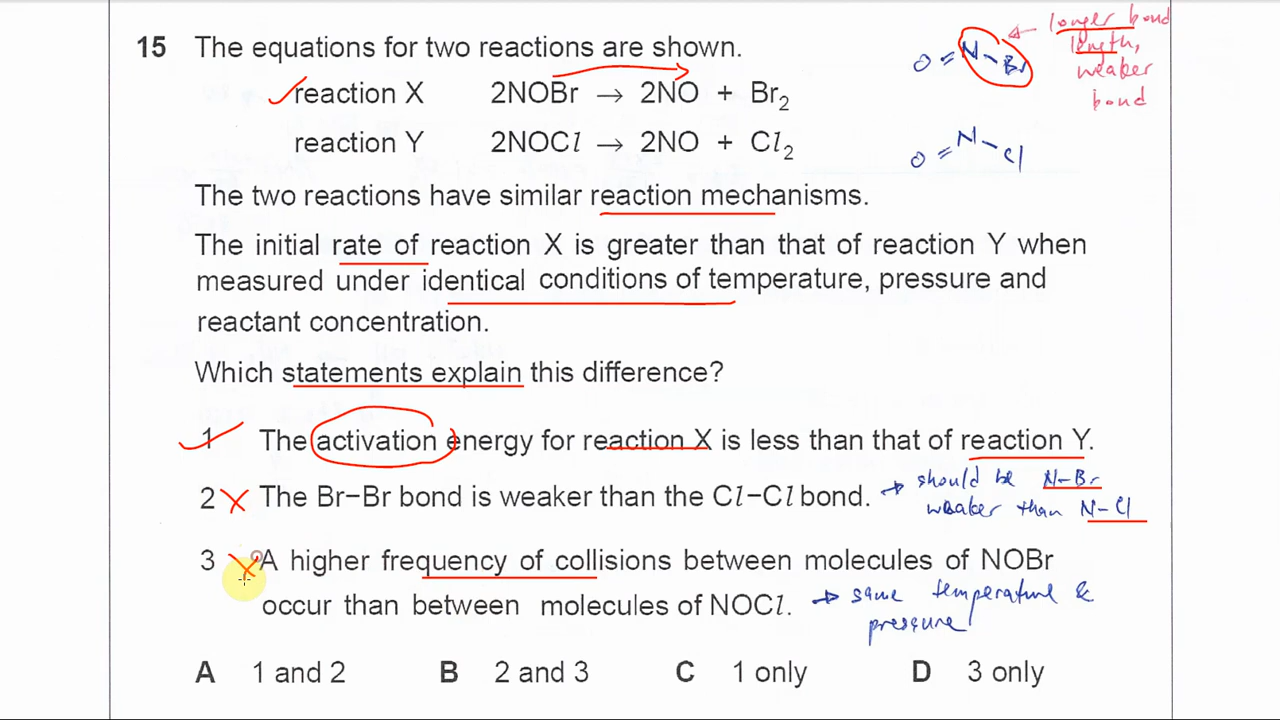 15 The equations for two reactions are shown.
reaction X 2NOBr → 2NO + Br₂
reaction Y 2NOCl → 2NO + Cl₂
O=N–Br
longer bond
length,
weaker
bond
O=N–Cl
The two reactions have similar reaction mechanisms.
The initial rate of reaction X is greater than that of reaction Y when
measured under identical conditions of temperature, pressure and
reactant concentration.
Which statements explain this difference?
1 The activation energy for reaction X is less than that of reaction Y.
2 The Br–Br bond is weaker than the Cl–Cl bond.
→ should be N–Br
weaker than N–Cl
3 A higher frequency of collisions between molecules of NOBr
occur than between molecules of NOCl.
→ same temperature &
pressure
A 1 and 2 B 2 and 3 C 1 only D 3 only